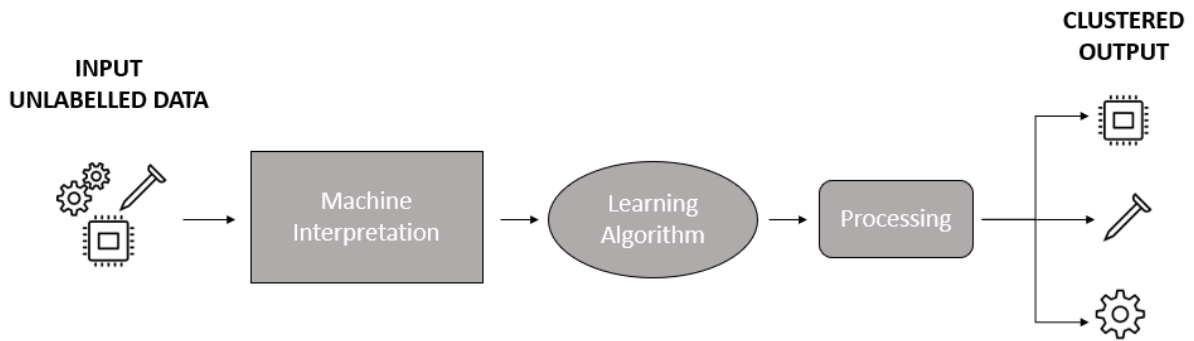 INPUT
UNLABELLED DATA
Machine
Interpretation
Learning
Algorithm
Processing
CLUSTERED
OUTPUT